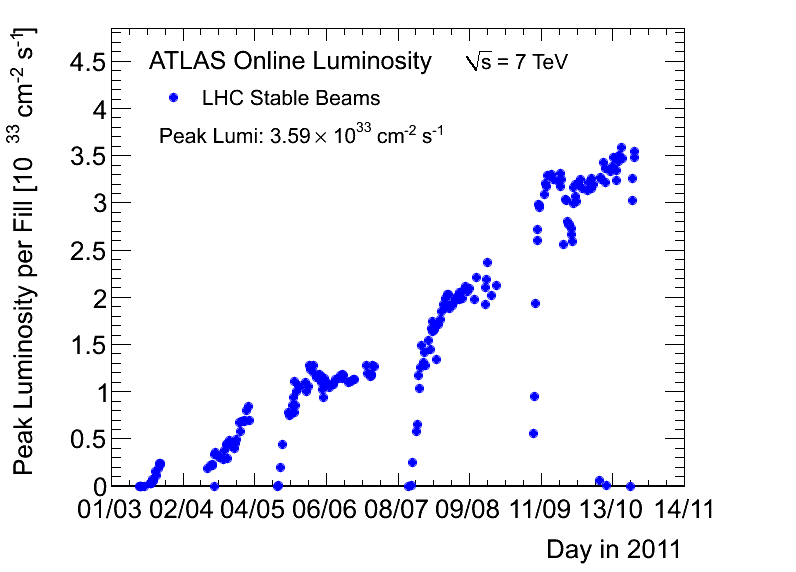 ATLAS Online Luminosity √s = 7 TeV
LHC Stable Beams
Peak Lumi: 3.59 × 10³³ cm⁻² s⁻¹
Peak Luminosity per Fill [10³³ cm⁻² s⁻¹]
4.5
4
3.5
3
2.5
2
1.5
1
0.5
0
01/03 02/04 04/05 06/06 08/07 09/08 11/09 13/10 14/11
Day in 2011